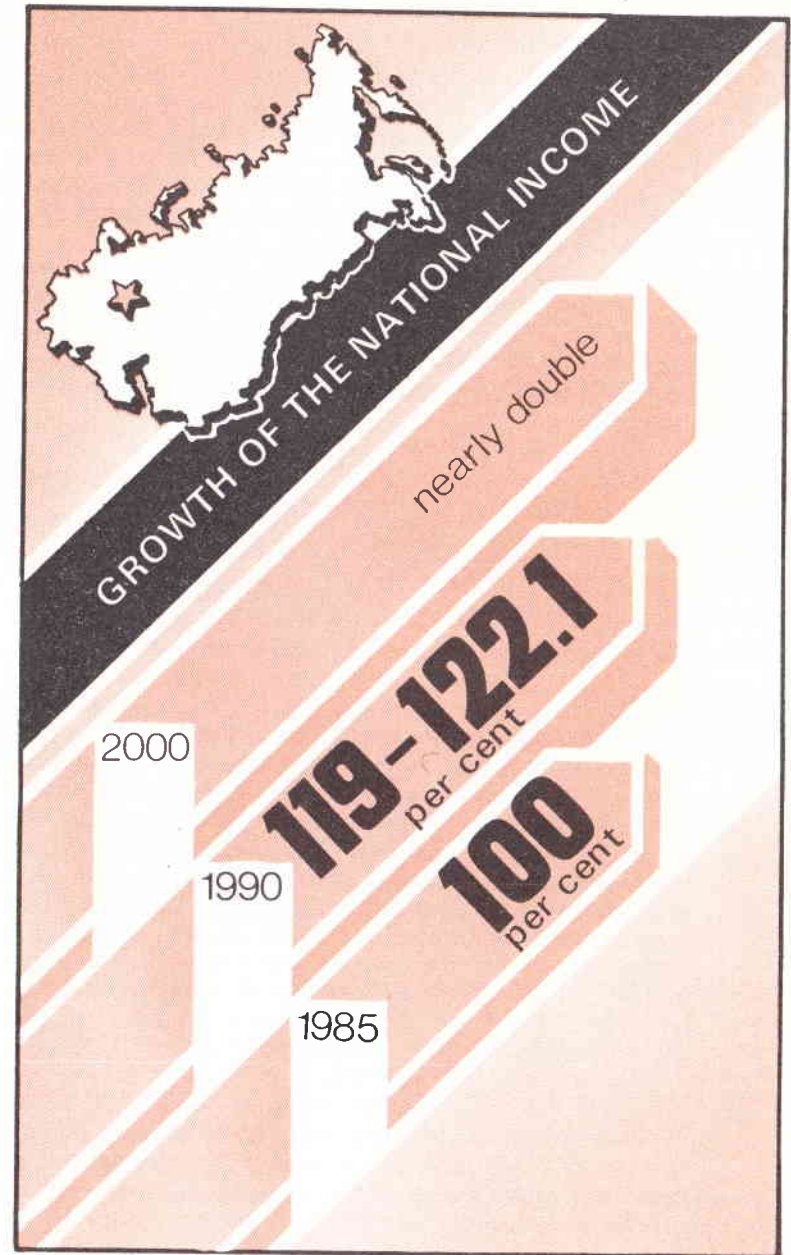 GROWTH OF THE NATIONAL INCOME
nearly double
2000
119-122.1
per cent
1990
100
per cent
1985